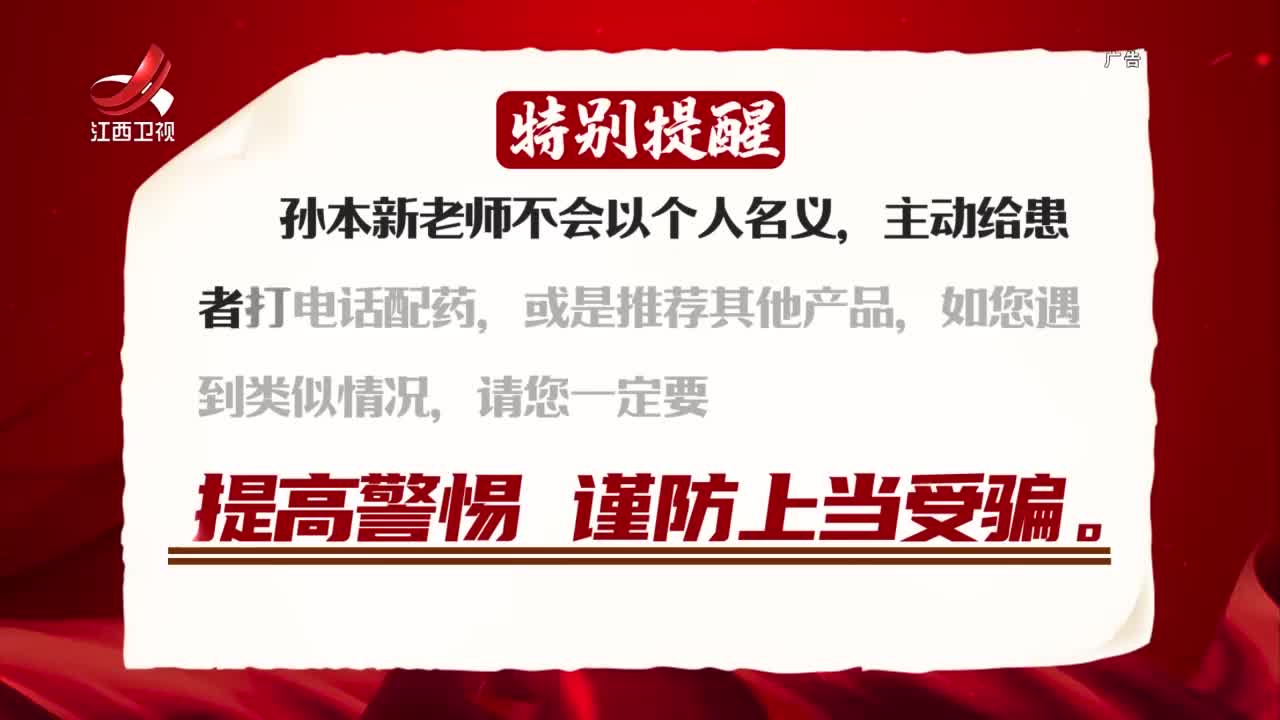 广告
江西卫视
特别提醒
孙本新老师不会以个人名义，主动给患
者打电话配药，或是推荐其他产品，如您遇
到类似情况，请您一定要
提高警惕 谨防上当受骗。